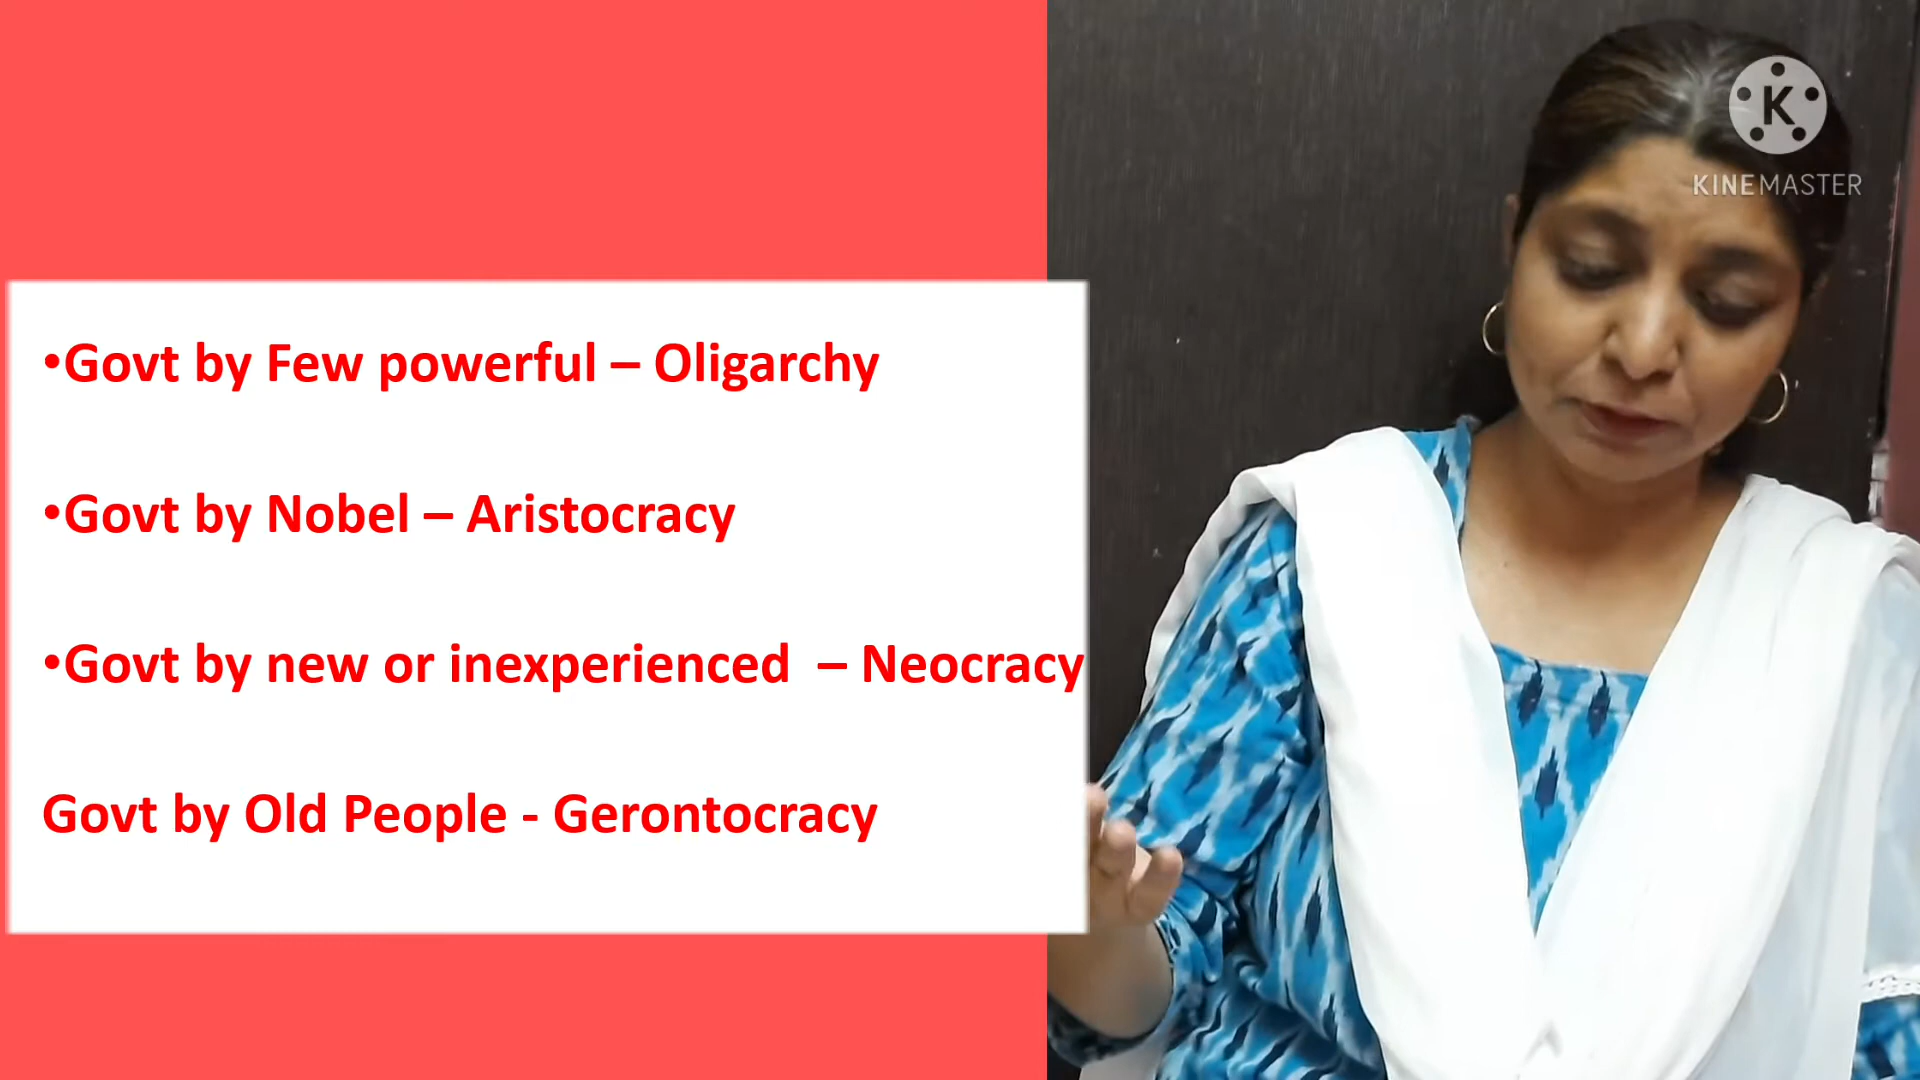 K
KINEMASTER
•Govt by Few powerful – Oligarchy
•Govt by Nobel – Aristocracy
•Govt by new or inexperienced – Neocracy
Govt by Old People - Gerontocracy